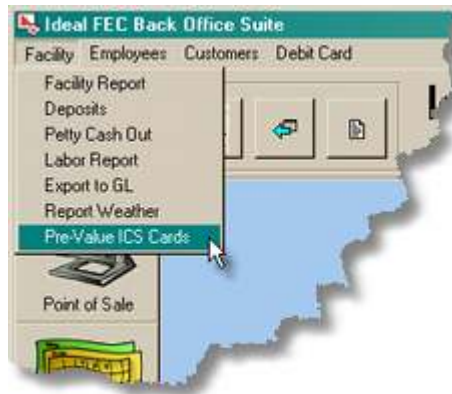 Ideal FEC Back Office Suite
Facility Employees Customers Debit Card
Facility Report
Deposits
Petty Cash Out
Labor Report
Export to GL
Report Weather
Pre-Value ICS Cards
Point of Sale